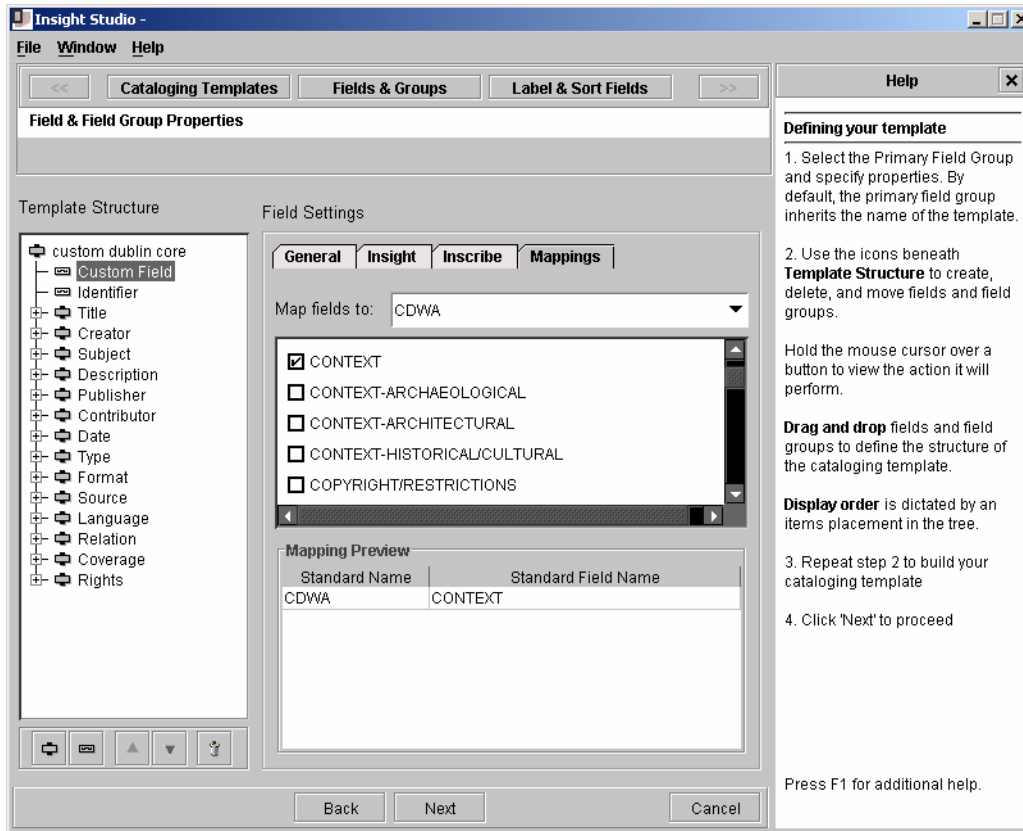 Insight Studio -
File Window Help
<< Cataloging Templates Fields & Groups Label & Sort Fields >>
Field & Field Group Properties
Template Structure
custom dublin core
Custom Field
Identifier
Title
Creator
Subject
Description
Publisher
Contributor
Date
Type
Format
Source
Language
Relation
Coverage
Rights
Field Settings
General Insight Inscribe Mappings
Map fields to: CDWA
CONTEXT
CONTEXT-ARCHAEOLOGICAL
CONTEXT-ARCHITECTURAL
CONTEXT-HISTORICAL/CULTURAL
COPYRIGHT/RESTRICTIONS
Mapping Preview
Standard Name Standard Field Name
CDWA CONTEXT
Back Next Cancel
Help
Defining your template
1. Select the Primary Field Group
and specify properties. By
default, the primary field group
inherits the name of the template.
2. Use the icons beneath
Template Structure to create,
delete, and move fields and field
groups.
Hold the mouse cursor over a
button to view the action it will
perform.
Drag and drop fields and field
groups to define the structure of
the cataloging template.
Display order is dictated by an
items placement in the tree.
3. Repeat step 2 to build your
cataloging template
4. Click 'Next' to proceed
Press F1 for additional help.